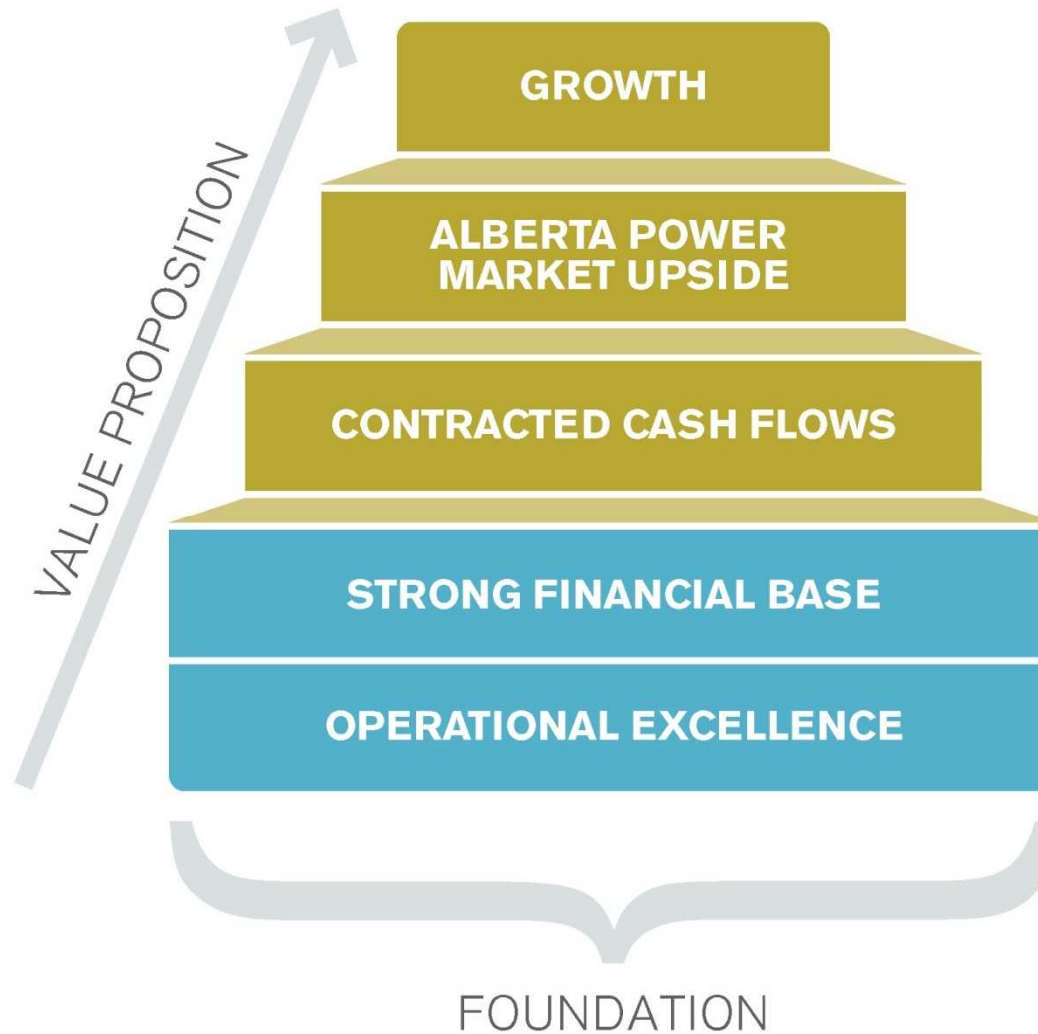 GROWTH
ALBERTA POWER
MARKET UPSIDE
CONTRACTED CASH FLOWS
STRONG FINANCIAL BASE
OPERATIONAL EXCELLENCE
VALUE PROPOSITION
FOUNDATION